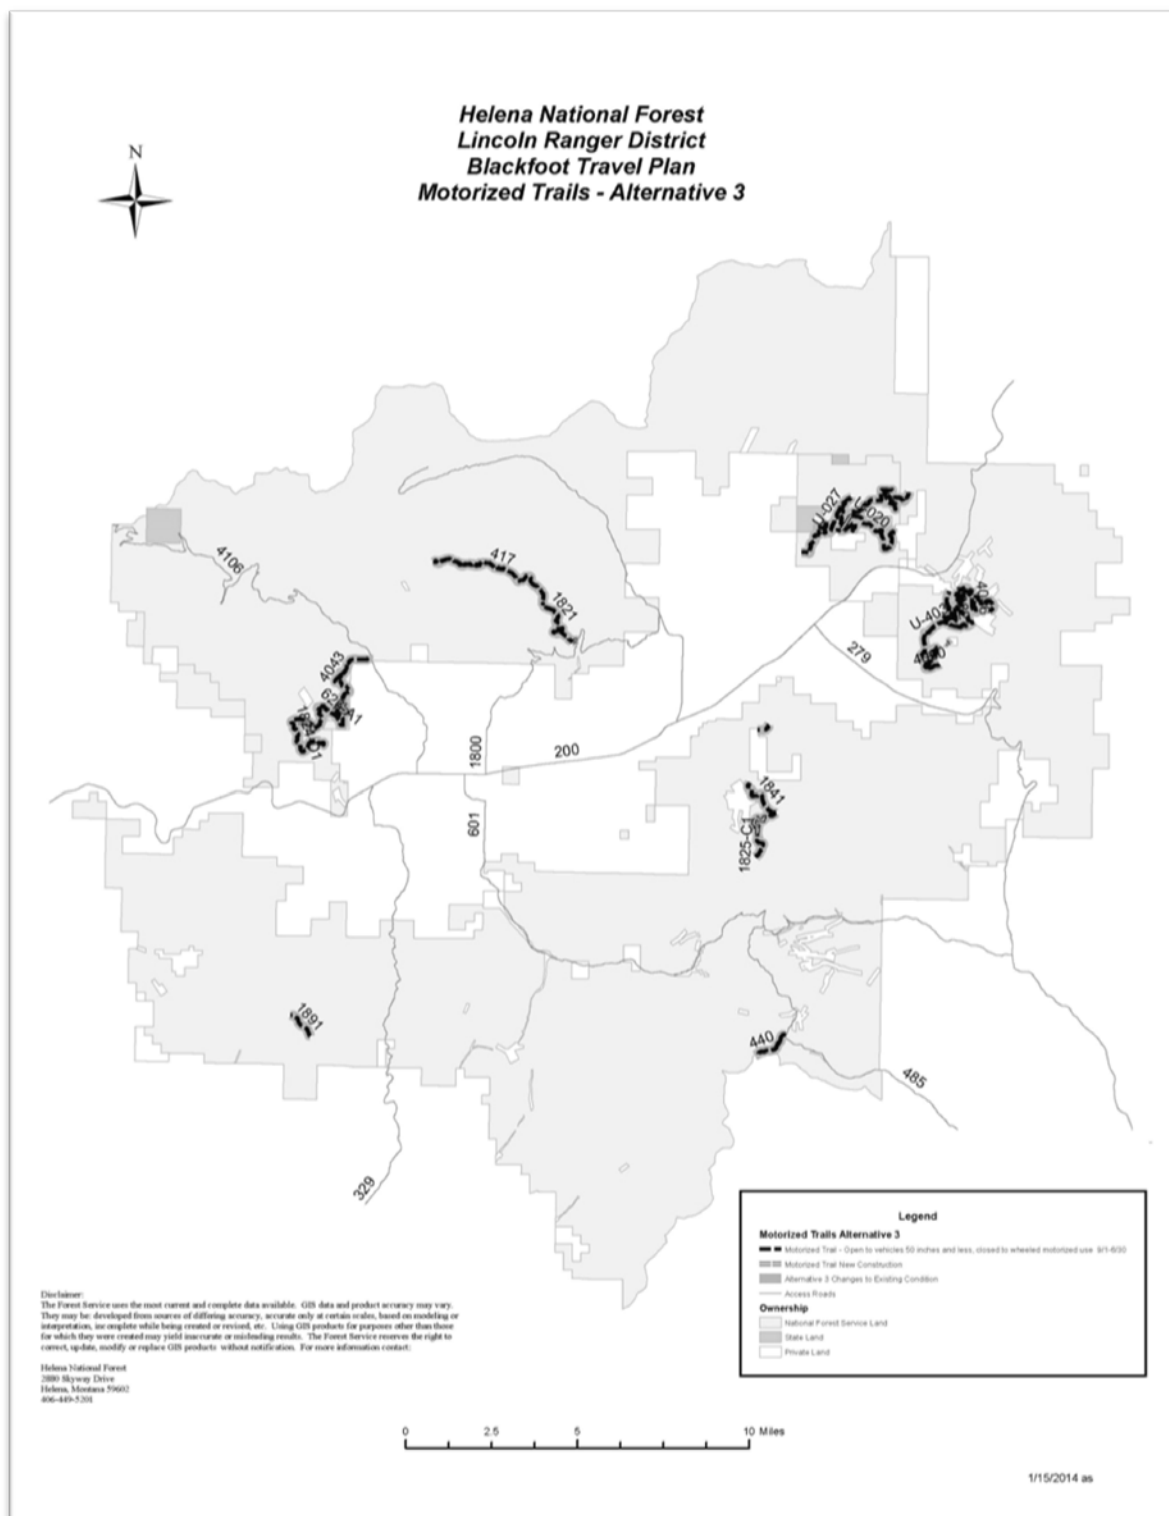 Helena National Forest
Lincoln Ranger District
Blackfoot Travel Plan
Motorized Trails - Alternative 3
N
U-027
U-020
4106
417
1821
U-403
279
4043
1800
200
601
1841
1825-C1
1891
440
485
329
Legend
Motorized Trails Alternative 3
Motorized Trail - Open to vehicles 50 inches and less, closed to wheeled motorized use 9/1-6/30
Motorized Trail New Construction
Alternative 3 Changes to Existing Condition
Access Roads
Ownership
National Forest Service Land
State Land
Private Land
Disclaimer:
The Forest Service uses the most current and complete data available. GIS data and product accuracy may vary.
They may be: developed from sources of differing accuracy, accurate only at certain scales, based on modeling or
interpretation, incomplete while being created or revised, etc. Using GIS products for purposes other than those
for which they were created may yield inaccurate or misleading results. The Forest Service reserves the right to
correct, update, modify or replace GIS products without notification. For more information contact:
Helena National Forest
2880 Skyway Drive
Helena, Montana 59602
406-449-5201
0 2.5 5 10 Miles
1/15/2014 as